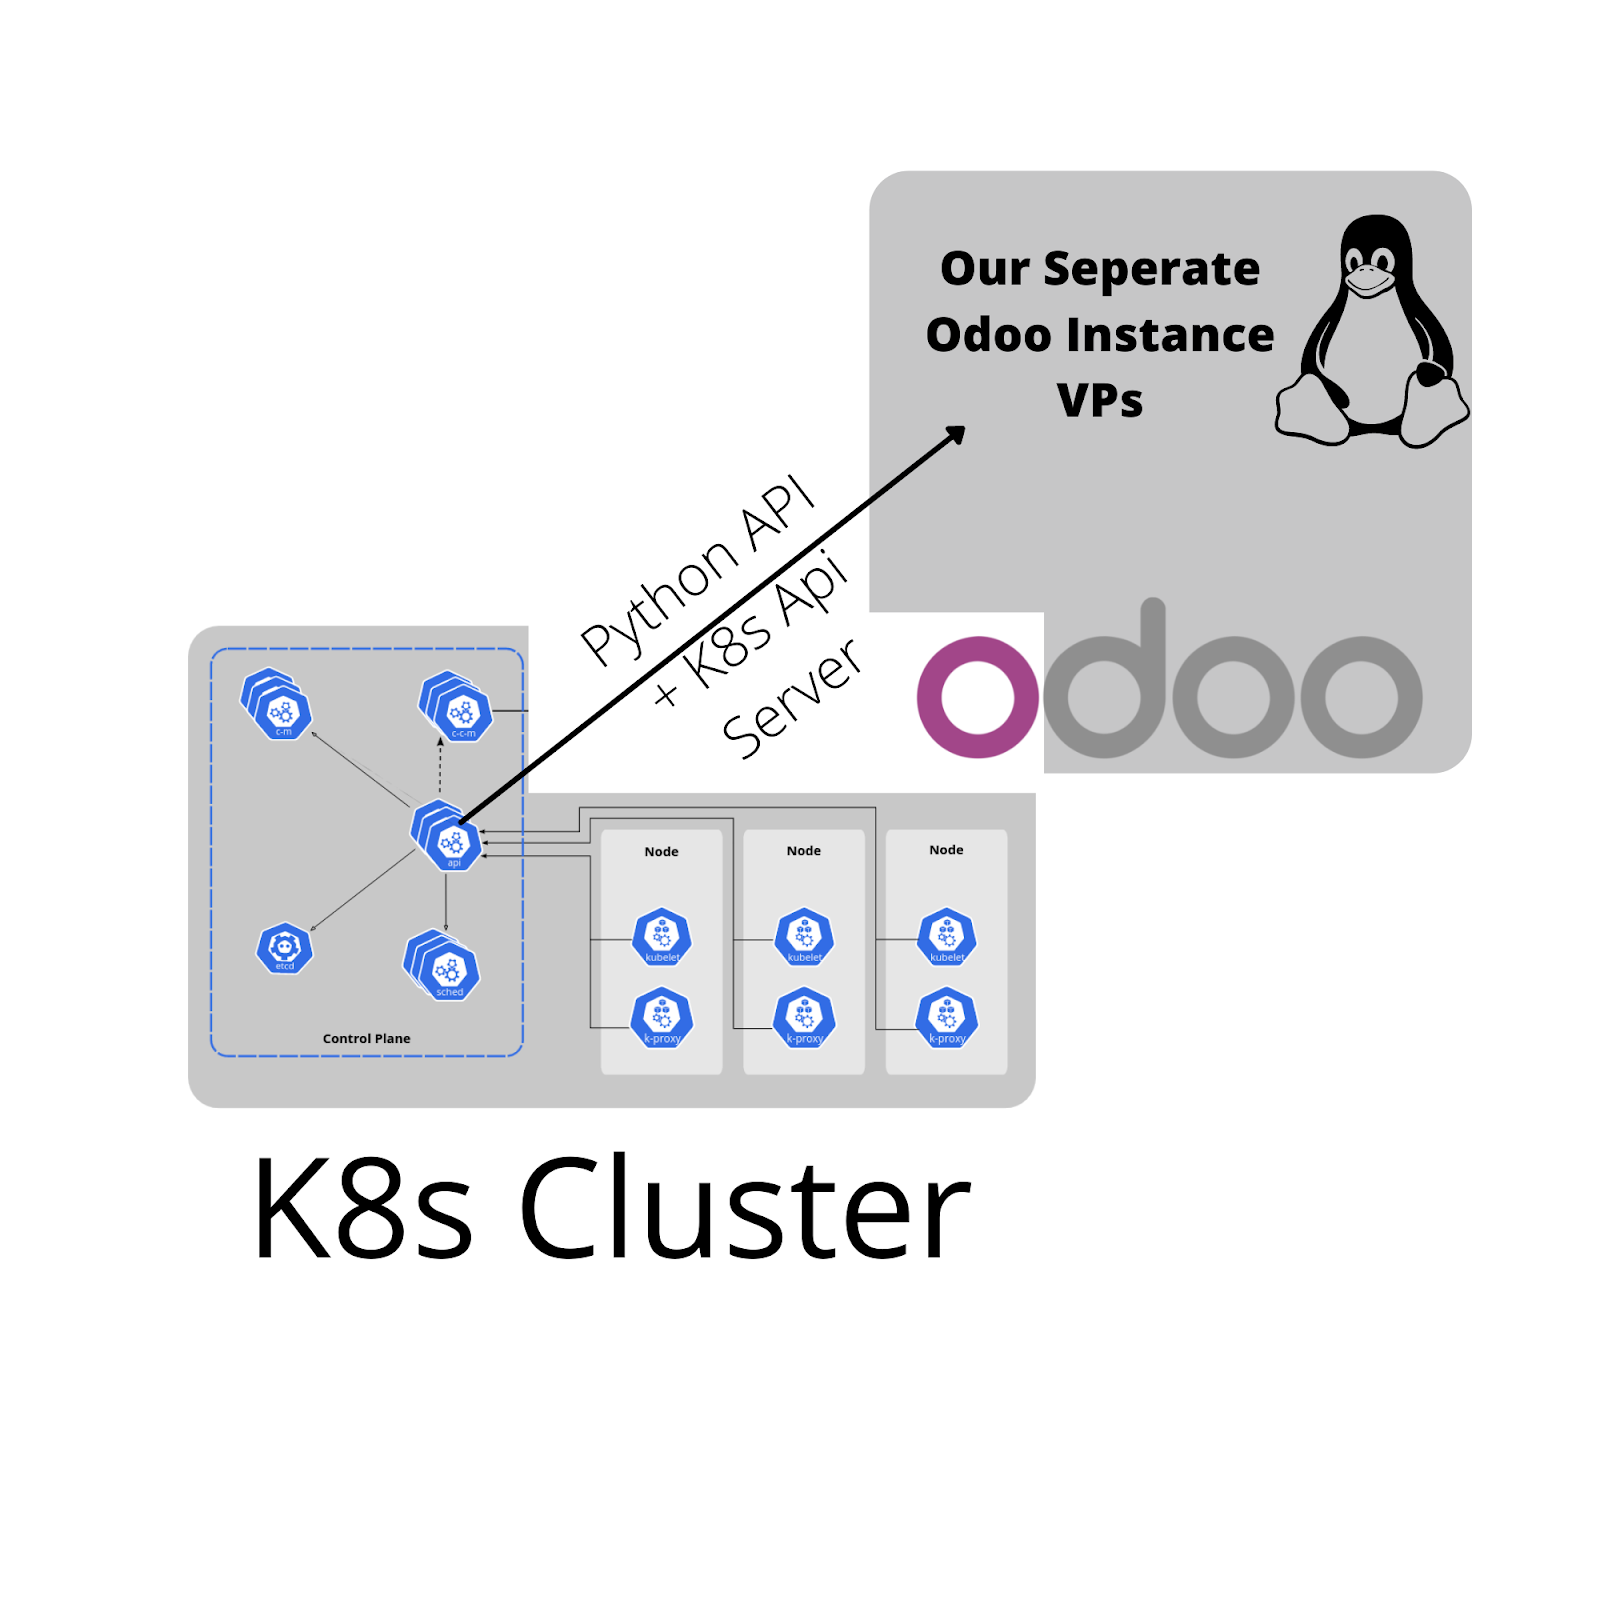 Our Seperate
Odoo Instance
VPs
Python API
+ K8s Api
Server
odoo
c-m
c-c-m
api
Node
Node
Node
kubelet
kubelet
kubelet
etcd
sched
k-proxy
k-proxy
k-proxy
Control Plane
K8s Cluster